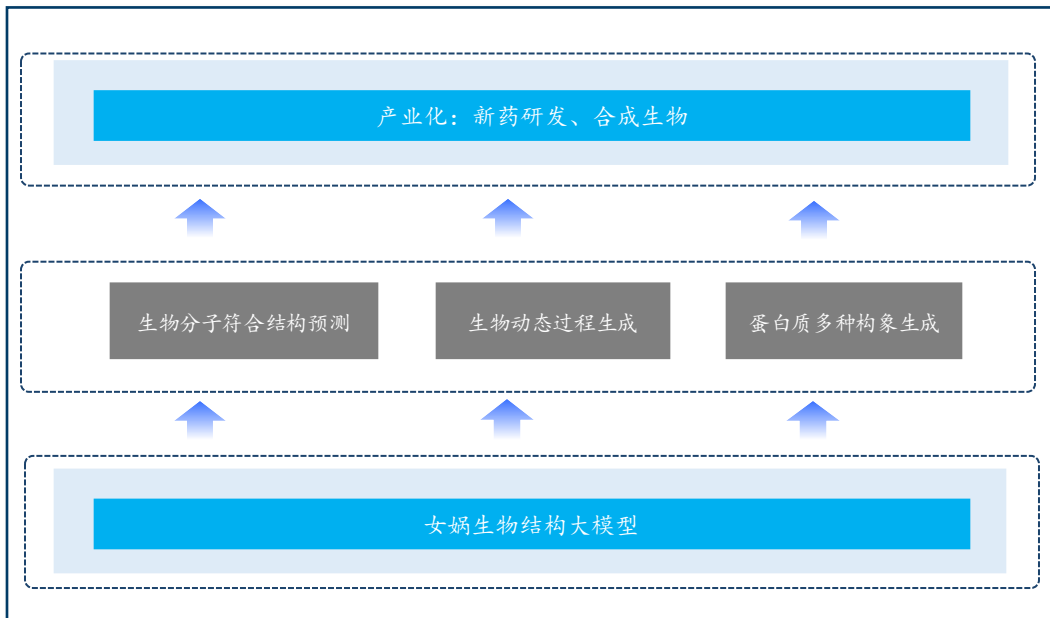 产业化：新药研发、合成生物
生物分子符合结构预测
生物动态过程生成
蛋白质多种构象生成
女娲生物结构大模型